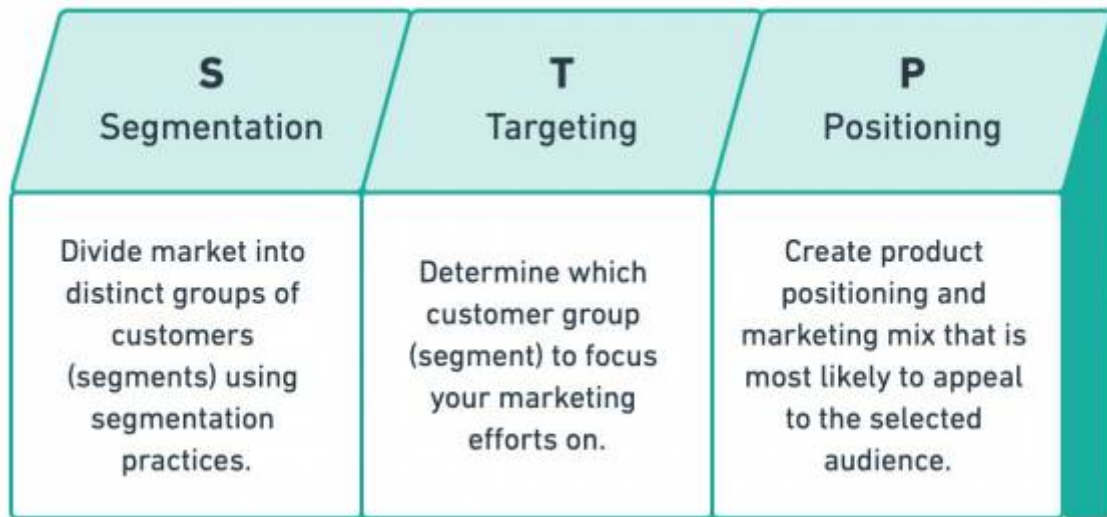 S
Segmentation
Divide market into
distinct groups of
customers
(segments) using
segmentation
practices.
T
Targeting
Determine which
customer group
(segment) to focus
your marketing
efforts on.
P
Positioning
Create product
positioning and
marketing mix that is
most likely to appeal
to the selected
audience.